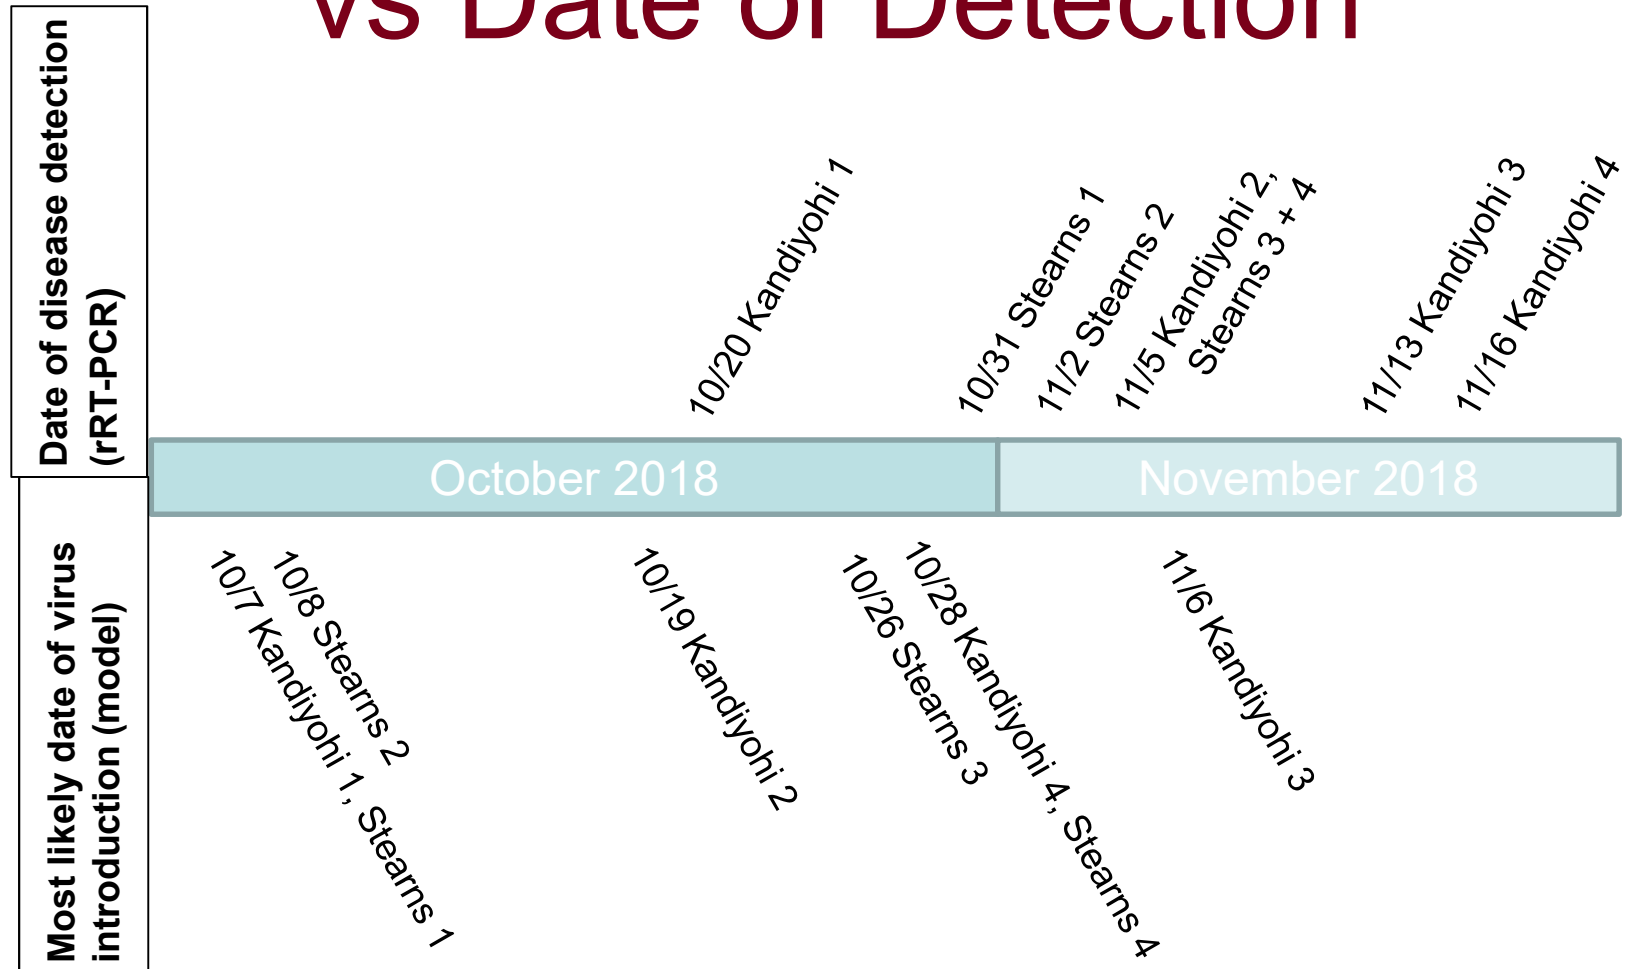 vs Date of Detection
Date of disease detection
(rRT-PCR)
10/20 Kandiyohi 1
10/31 Stearns 1
11/2 Stearns 2
11/5 Kandiyohi 2,
Stearns 3 + 4
11/13 Kandiyohi 3
11/16 Kandiyohi 4
October 2018
November 2018
Most likely date of virus
introduction (model)
10/7 Kandiyohi 1, Stearns 1
10/8 Stearns 2
10/19 Kandiyohi 2
10/26 Stearns 3
10/28 Kandiyohi 4, Stearns 4
11/6 Kandiyohi 3